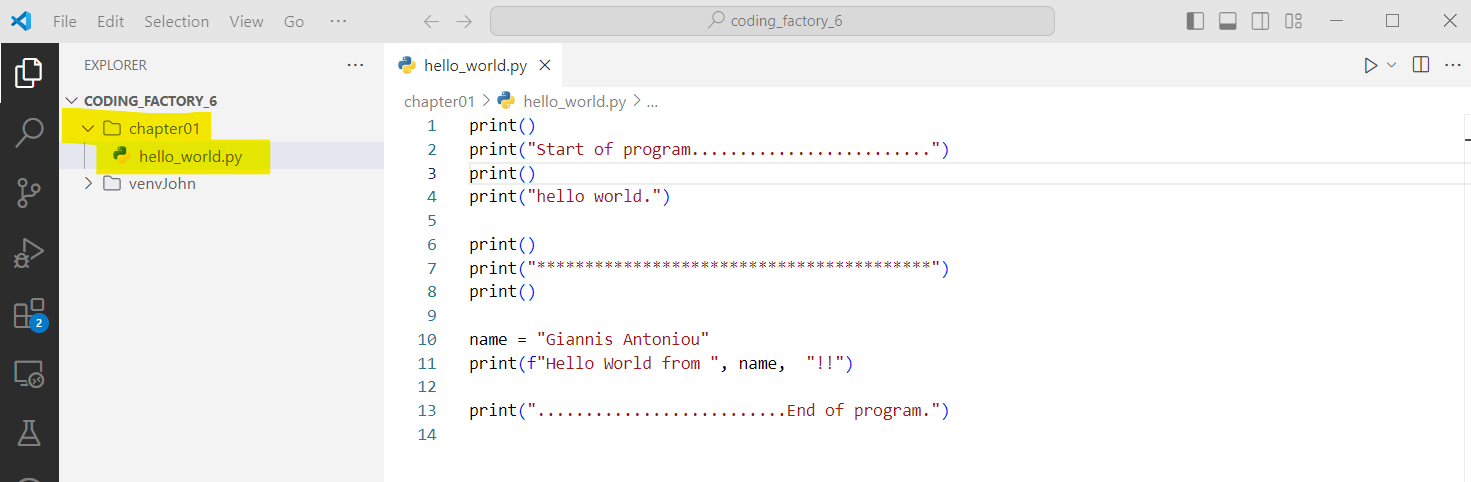 File Edit Selection View Go ··· coding_factory_6
EXPLORER ···
CODING_FACTORY_6
chapter01
hello_world.py
venvJohn
2
hello_world.py
chapter01 > hello_world.py > ...
1 print()
2 print("Start of program.........................")
3 print()
4 print("hello world.")
5
6 print()
7 print("*****************************************")
8 print()
9
10 name = "Giannis Antoniou"
11 print(f"Hello World from ", name,  "!!")
12
13 print("..........................End of program.")
14